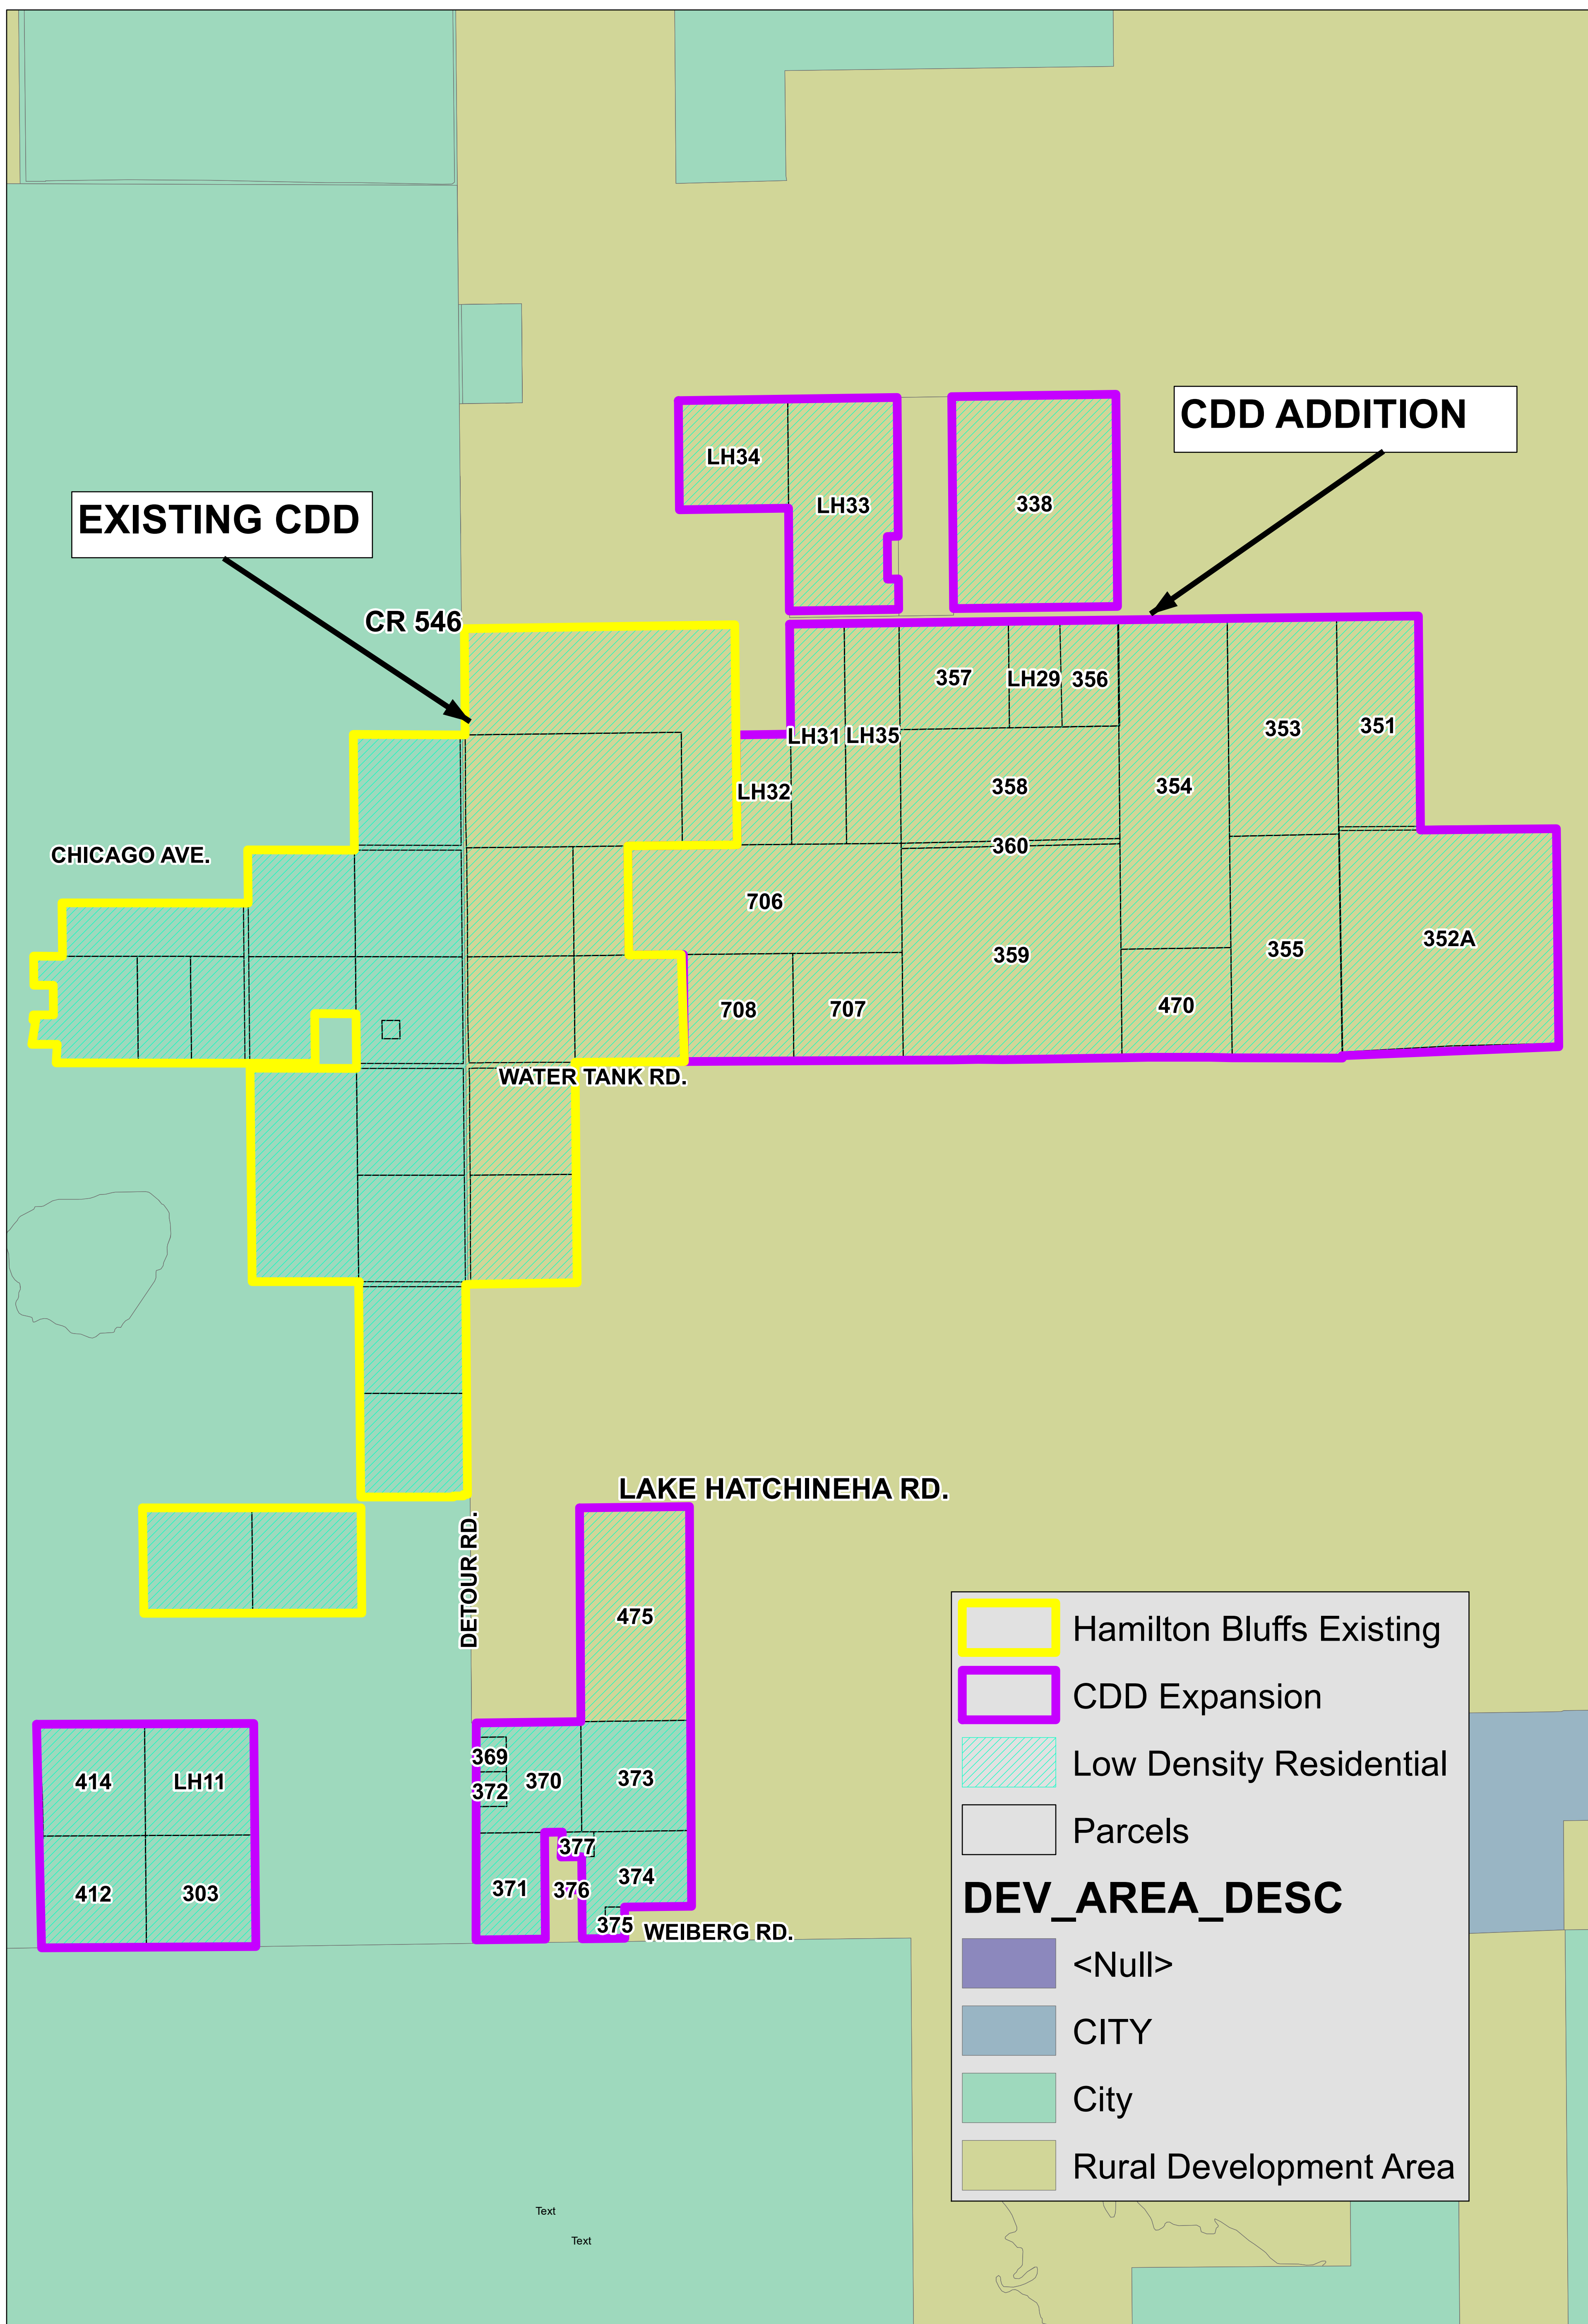 CDD ADDITION
LH34
LH33
338
EXISTING CDD
CR 546
357
LH29
356
353
351
LH31
LH35
358
354
LH32
360
CHICAGO AVE.
706
359
355
352A
708
707
470
WATER TANK RD.
LAKE HATCHINEHA RD.
DETOUR RD.
475
369
370
373
372
414
LH11
377
374
371
376
412
303
375
WEIBERG RD.
Hamilton Bluffs Existing
CDD Expansion
Low Density Residential
Parcels
DEV_AREA_DESC
<Null>
CITY
City
Rural Development Area
Text
Text